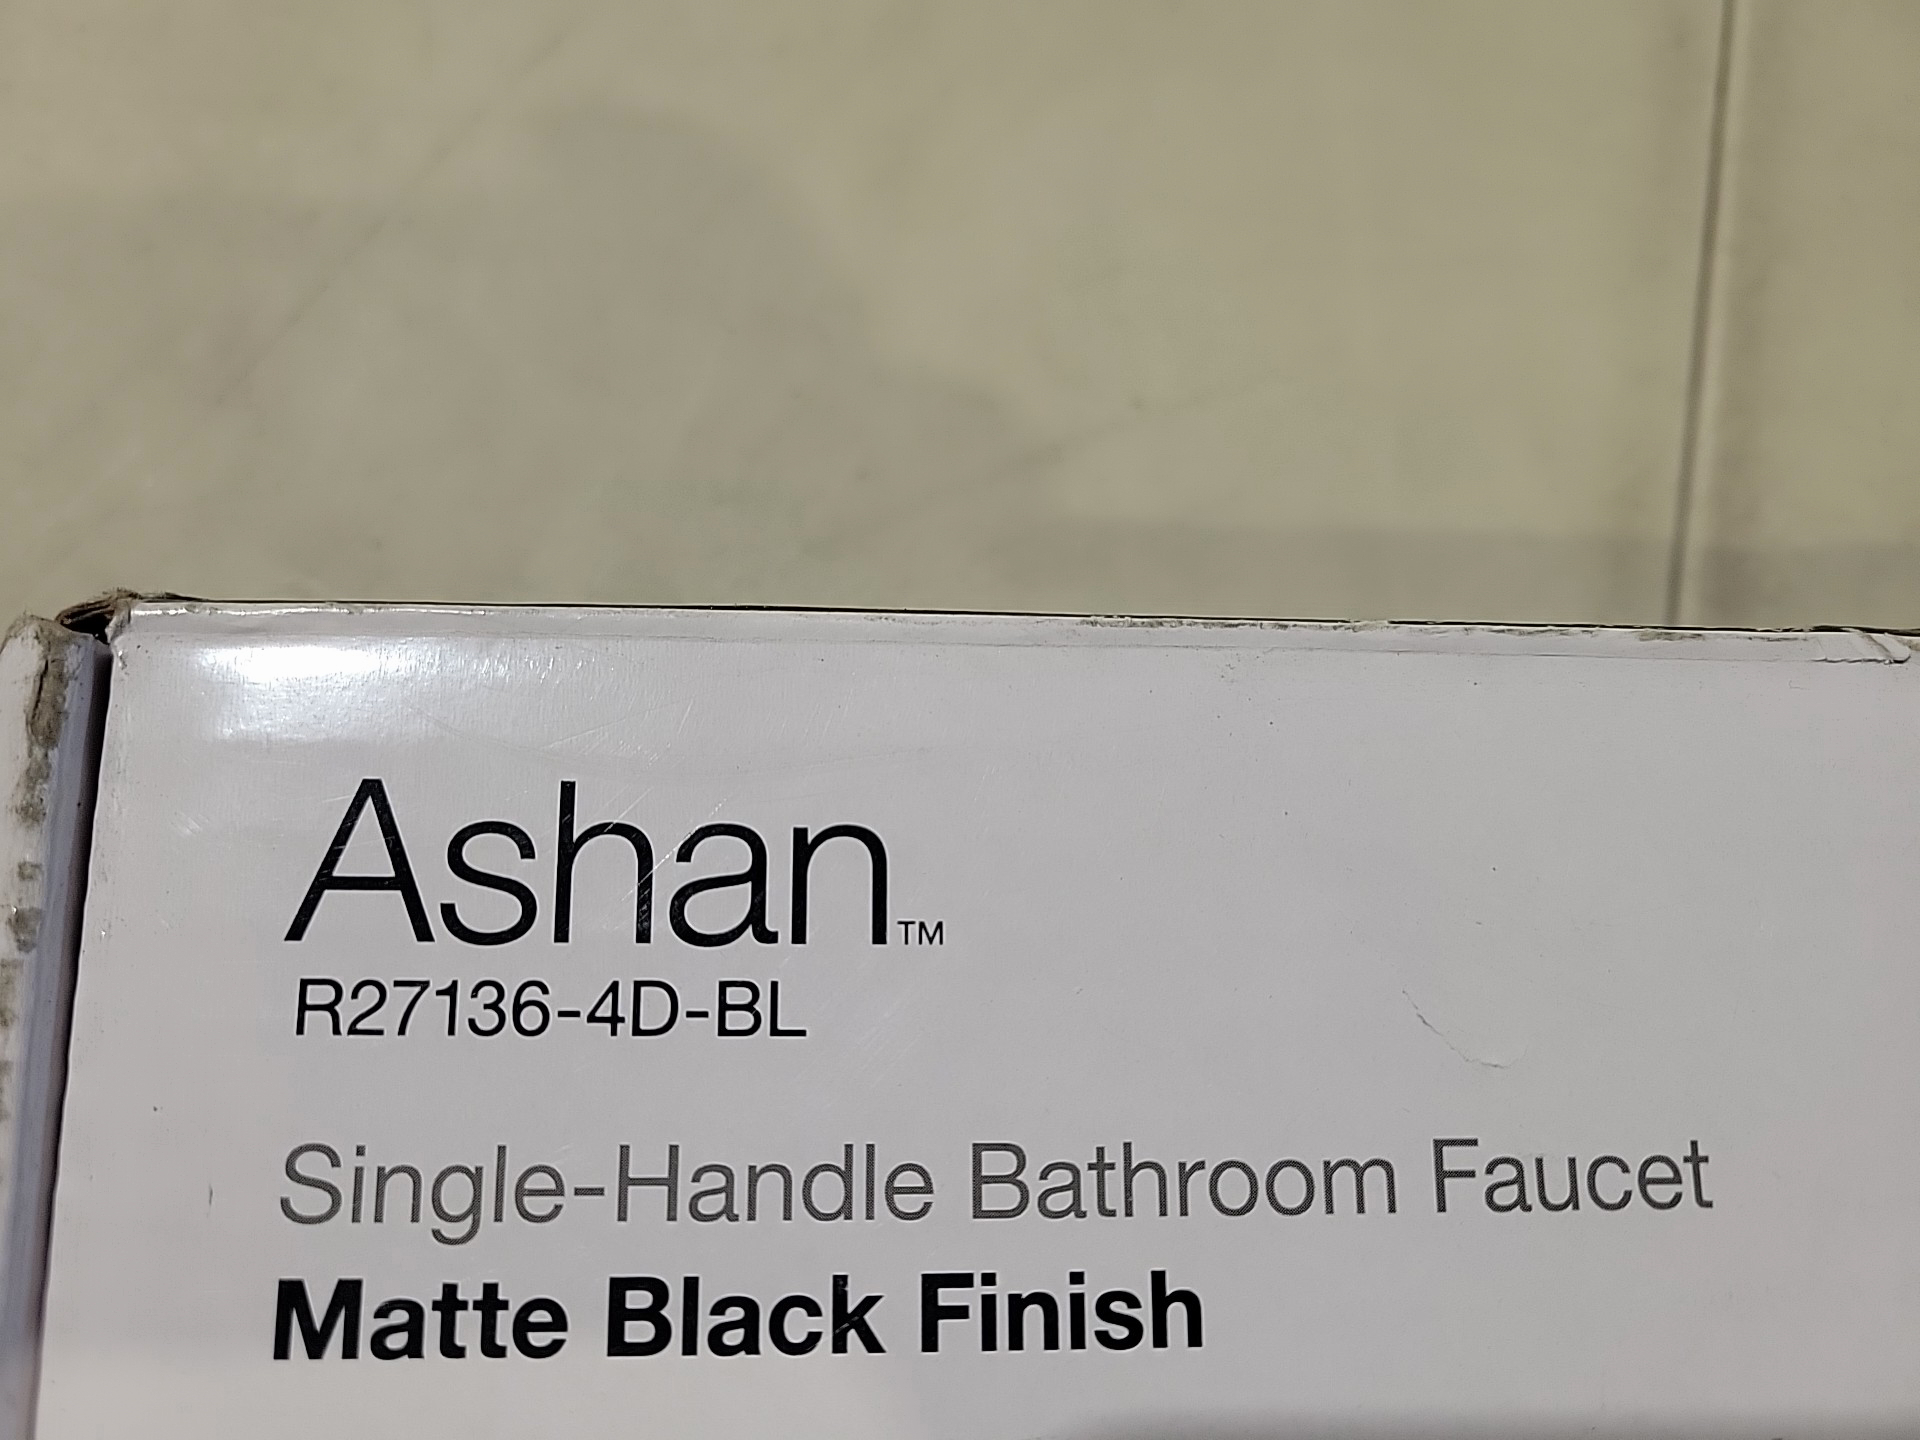 Ashan™
R27136-4D-BL
Single-Handle Bathroom Faucet
Matte Black Finish